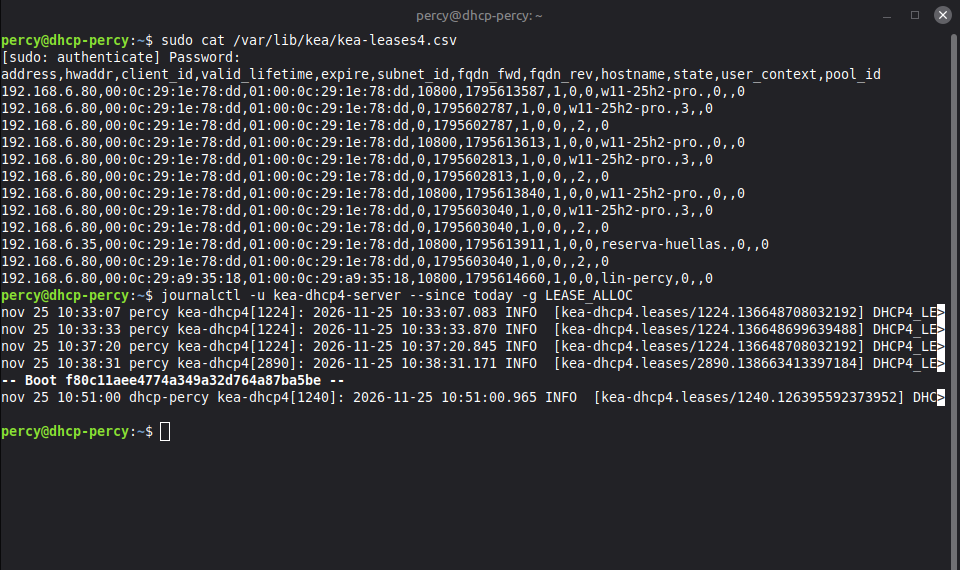 percy@dhcp-percy: ~
percy@dhcp-percy:~$ sudo cat /var/lib/kea/kea-leases4.csv
[sudo: authenticate] Password:
address,hwaddr,client_id,valid_lifetime,expire,subnet_id,fqdn_fwd,fqdn_rev,hostname,state,user_context,pool_id
192.168.6.80,00:0c:29:1e:78:dd,01:00:0c:29:1e:78:dd,10800,1795613587,1,0,0,w11-25h2-pro.,0,,0
192.168.6.80,00:0c:29:1e:78:dd,01:00:0c:29:1e:78:dd,0,1795602787,1,0,0,w11-25h2-pro.,3,,0
192.168.6.80,00:0c:29:1e:78:dd,01:00:0c:29:1e:78:dd,0,1795602787,1,0,0,,2,,0
192.168.6.80,00:0c:29:1e:78:dd,01:00:0c:29:1e:78:dd,10800,1795613613,1,0,0,w11-25h2-pro.,0,,0
192.168.6.80,00:0c:29:1e:78:dd,01:00:0c:29:1e:78:dd,0,1795602813,1,0,0,w11-25h2-pro.,3,,0
192.168.6.80,00:0c:29:1e:78:dd,01:00:0c:29:1e:78:dd,0,1795602813,1,0,0,,2,,0
192.168.6.80,00:0c:29:1e:78:dd,01:00:0c:29:1e:78:dd,10800,1795613840,1,0,0,w11-25h2-pro.,0,,0
192.168.6.80,00:0c:29:1e:78:dd,01:00:0c:29:1e:78:dd,0,1795603040,1,0,0,w11-25h2-pro.,3,,0
192.168.6.80,00:0c:29:1e:78:dd,01:00:0c:29:1e:78:dd,0,1795603040,1,0,0,,2,,0
192.168.6.35,00:0c:29:1e:78:dd,01:00:0c:29:1e:78:dd,10800,1795613911,1,0,0,reserva-huellas.,0,,0
192.168.6.80,00:0c:29:1e:78:dd,01:00:0c:29:1e:78:dd,0,1795603040,1,0,0,,2,,0
192.168.6.80,00:0c:29:a9:35:18,01:00:0c:29:a9:35:18,10800,1795614660,1,0,0,lin-percy,0,,0
percy@dhcp-percy:~$ journalctl -u kea-dhcp4-server --since today -g LEASE_ALLOC
nov 25 10:33:07 percy kea-dhcp4[1224]: 2026-11-25 10:33:07.083 INFO  [kea-dhcp4.leases/1224.136648708032192] DHCP4_LE>
nov 25 10:33:33 percy kea-dhcp4[1224]: 2026-11-25 10:33:33.870 INFO  [kea-dhcp4.leases/1224.136648699639488] DHCP4_LE>
nov 25 10:37:20 percy kea-dhcp4[1224]: 2026-11-25 10:37:20.845 INFO  [kea-dhcp4.leases/1224.136648708032192] DHCP4_LE>
nov 25 10:38:31 percy kea-dhcp4[2890]: 2026-11-25 10:38:31.171 INFO  [kea-dhcp4.leases/2890.138663413397184] DHCP4_LE>
-- Boot f80c11aee4774a349a32d764a87ba5be --
nov 25 10:51:00 dhcp-percy kea-dhcp4[1240]: 2026-11-25 10:51:00.965 INFO  [kea-dhcp4.leases/1240.126395592373952] DHC>
percy@dhcp-percy:~$